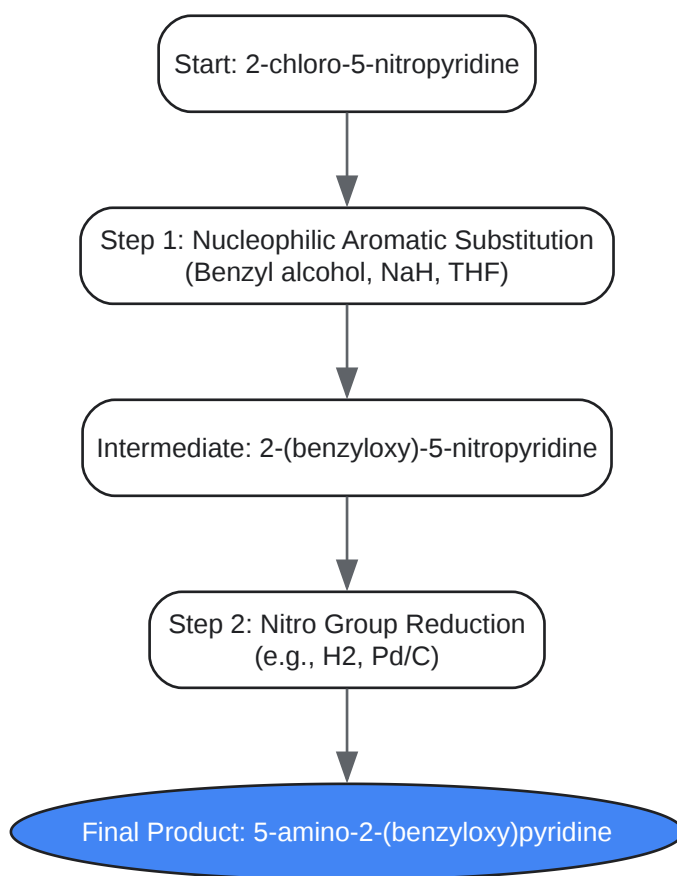 Start: 2-chloro-5-nitropyridine
Step 1: Nucleophilic Aromatic Substitution
(Benzyl alcohol, NaH, THF)
Intermediate: 2-(benzyloxy)-5-nitropyridine
Step 2: Nitro Group Reduction
(e.g., H2, Pd/C)
Final Product: 5-amino-2-(benzyloxy)pyridine